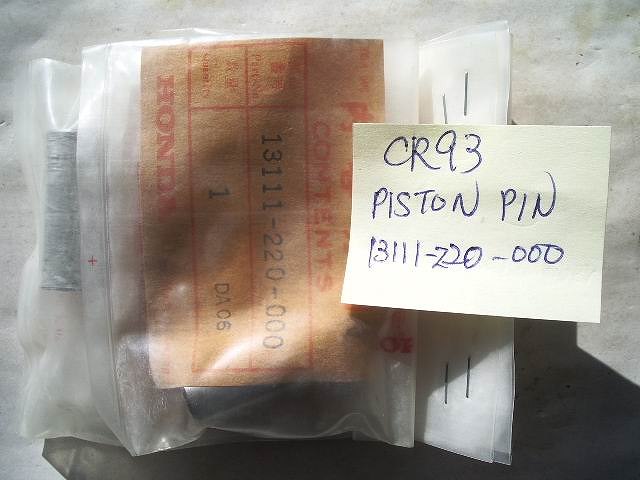 CR93
PISTON PIN
13111-220-000
HONDA
CONTENTS
13111-220-000
1
DA06